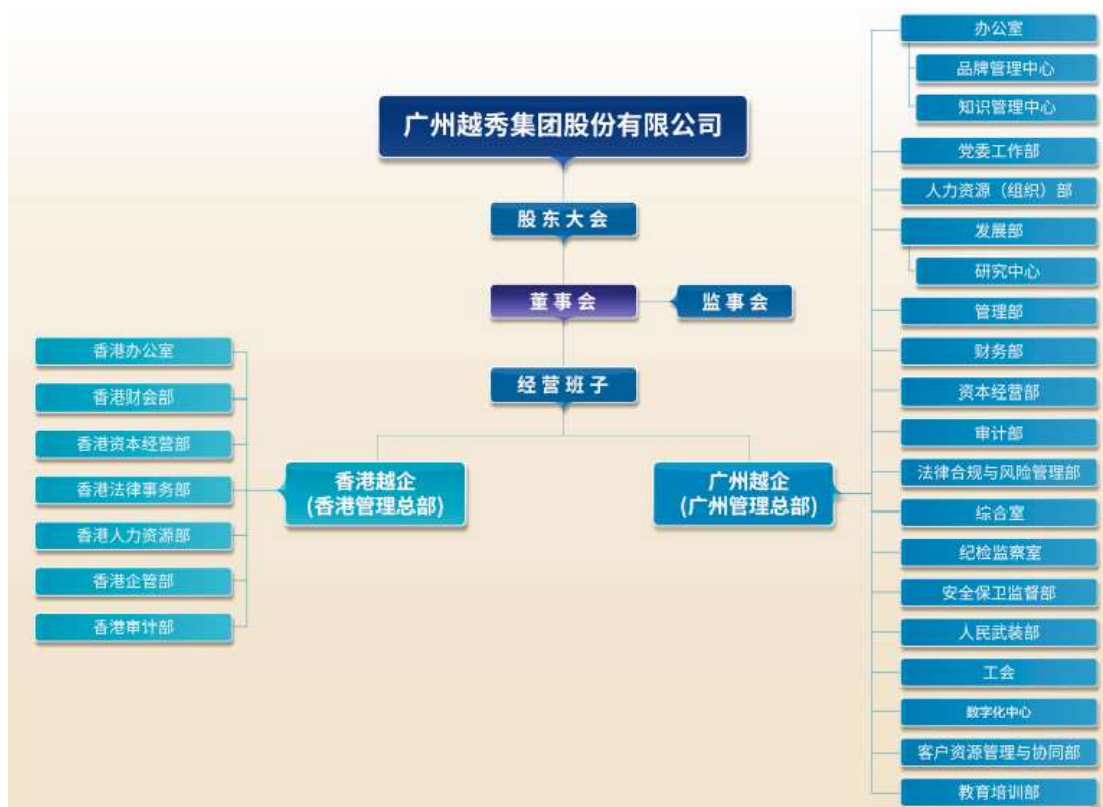 广州越秀集团股份有限公司
股东大会
董事会
监事会
经营班子
香港越企
(香港管理总部)
广州越企
(广州管理总部)
香港办公室
香港财会部
香港资本经营部
香港法律事务部
香港人力资源部
香港企管部
香港审计部
办公室
品牌管理中心
知识管理中心
党委工作部
人力资源（组织）部
发展部
研究中心
管理部
财务部
资本经营部
审计部
法律合规与风险管理部
综合室
纪检监察室
安全保卫监督部
人民武装部
工会
数字化中心
客户资源管理与协同部
教育培训部